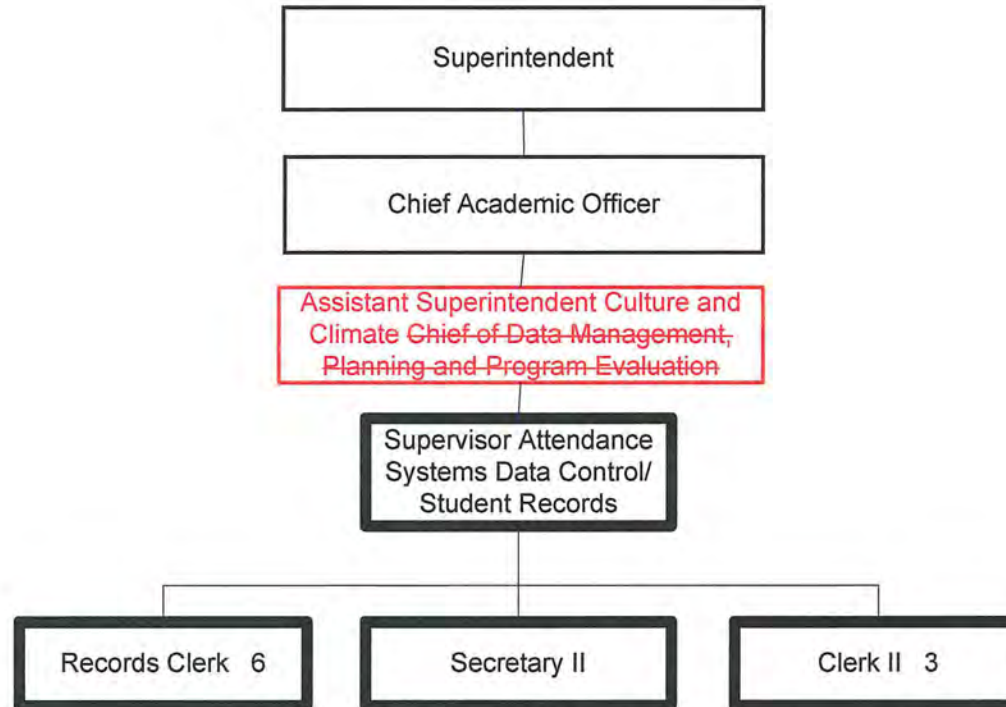 Superintendent
Chief Academic Officer
Assistant Superintendent Culture and
Climate Chief of Data Management,
Planning and Program Evaluation
Supervisor Attendance
Systems Data Control/
Student Records
Records Clerk 6
Secretary II
Clerk II 3